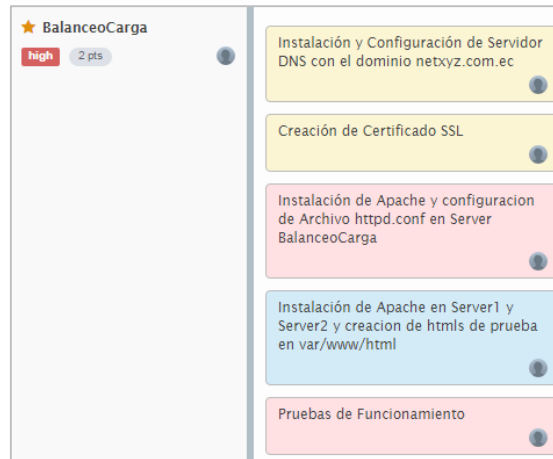 BalanceoCarga
high 2 pts
Instalación y Configuración de Servidor
DNS con el dominio netxyz.com.ec
Creación de Certificado SSL
Instalación de Apache y configuracion
de Archivo httpd.conf en Server
BalanceoCarga
Instalación de Apache en Server1 y
Server2 y creacion de htmls de prueba
en var/www/html
Pruebas de Funcionamiento